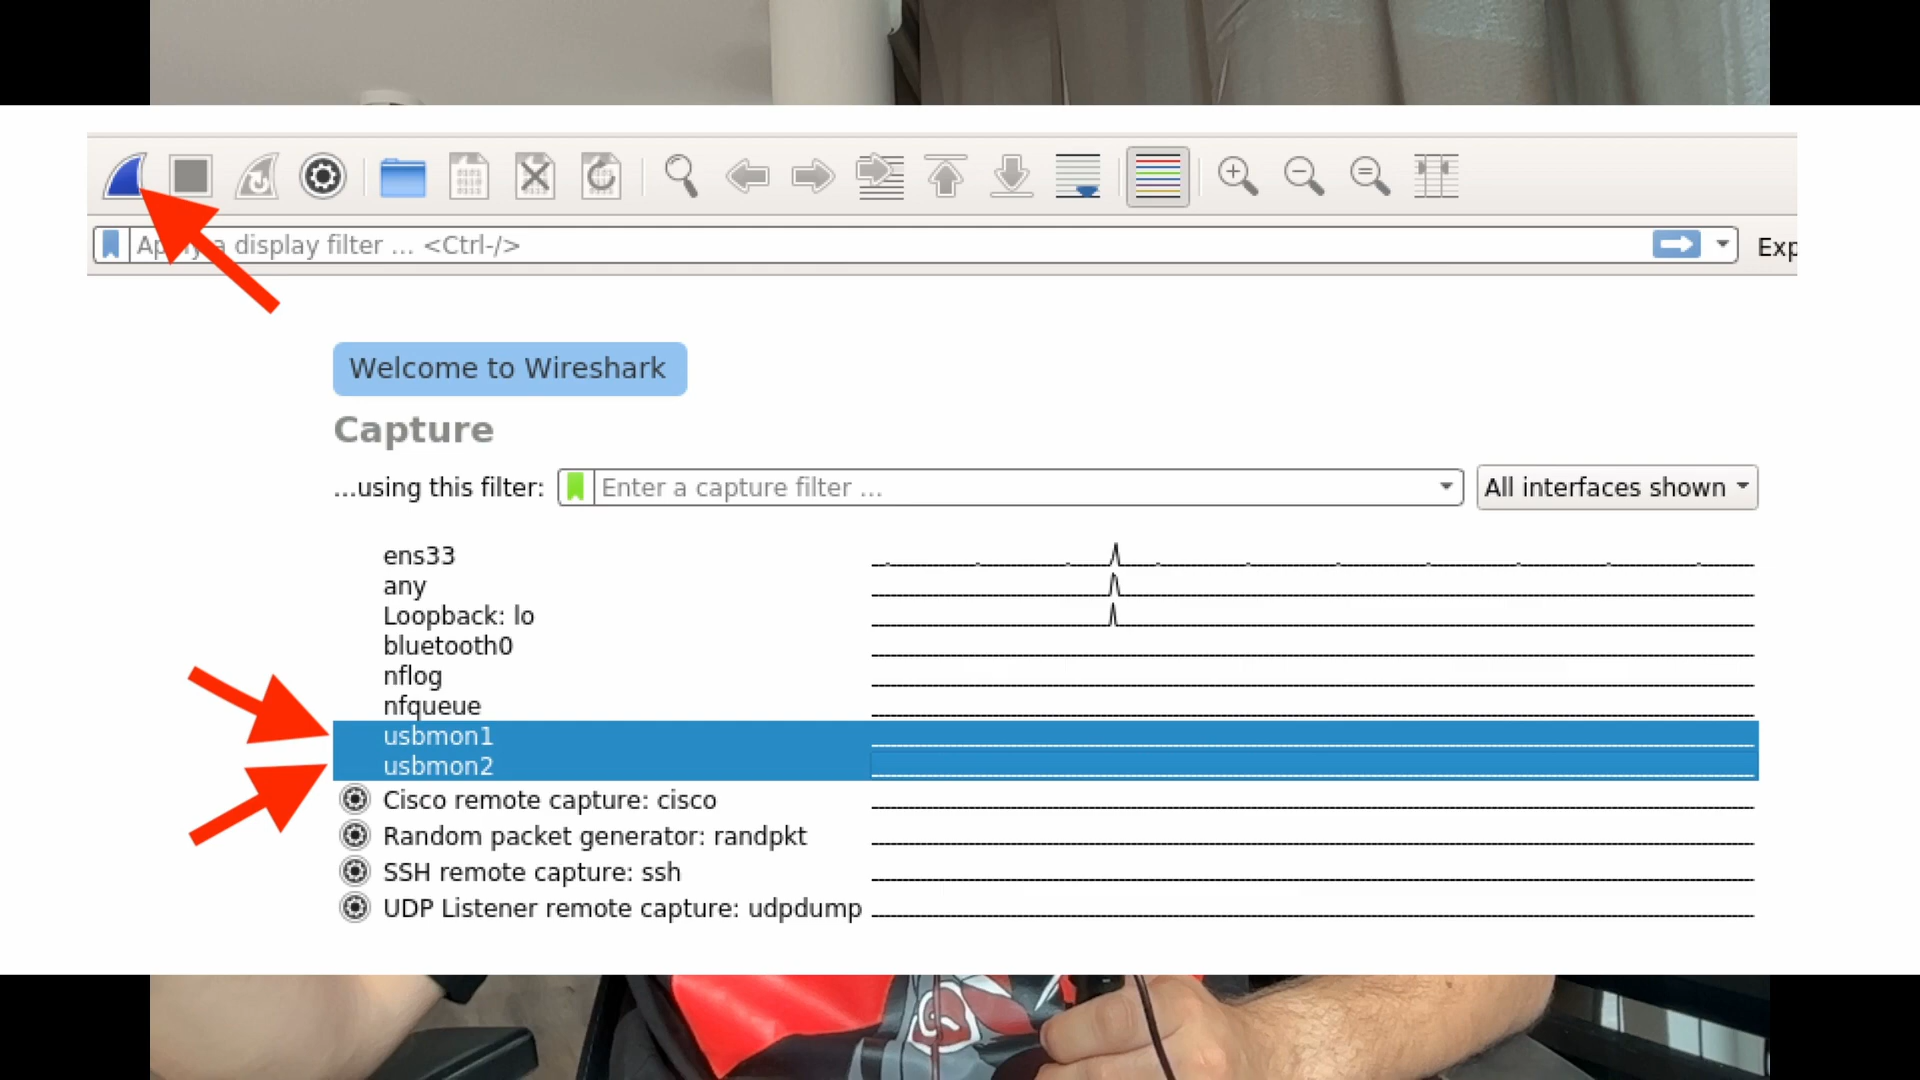 Apply a display filter ... <Ctrl-/>
Exp
Welcome to Wireshark
Capture
...using this filter:
Enter a capture filter ...
All interfaces shown
ens33
any
Loopback: lo
bluetooth0
nflog
nfqueue
usbmon1
usbmon2
Cisco remote capture: cisco
Random packet generator: randpkt
SSH remote capture: ssh
UDP Listener remote capture: udpdump